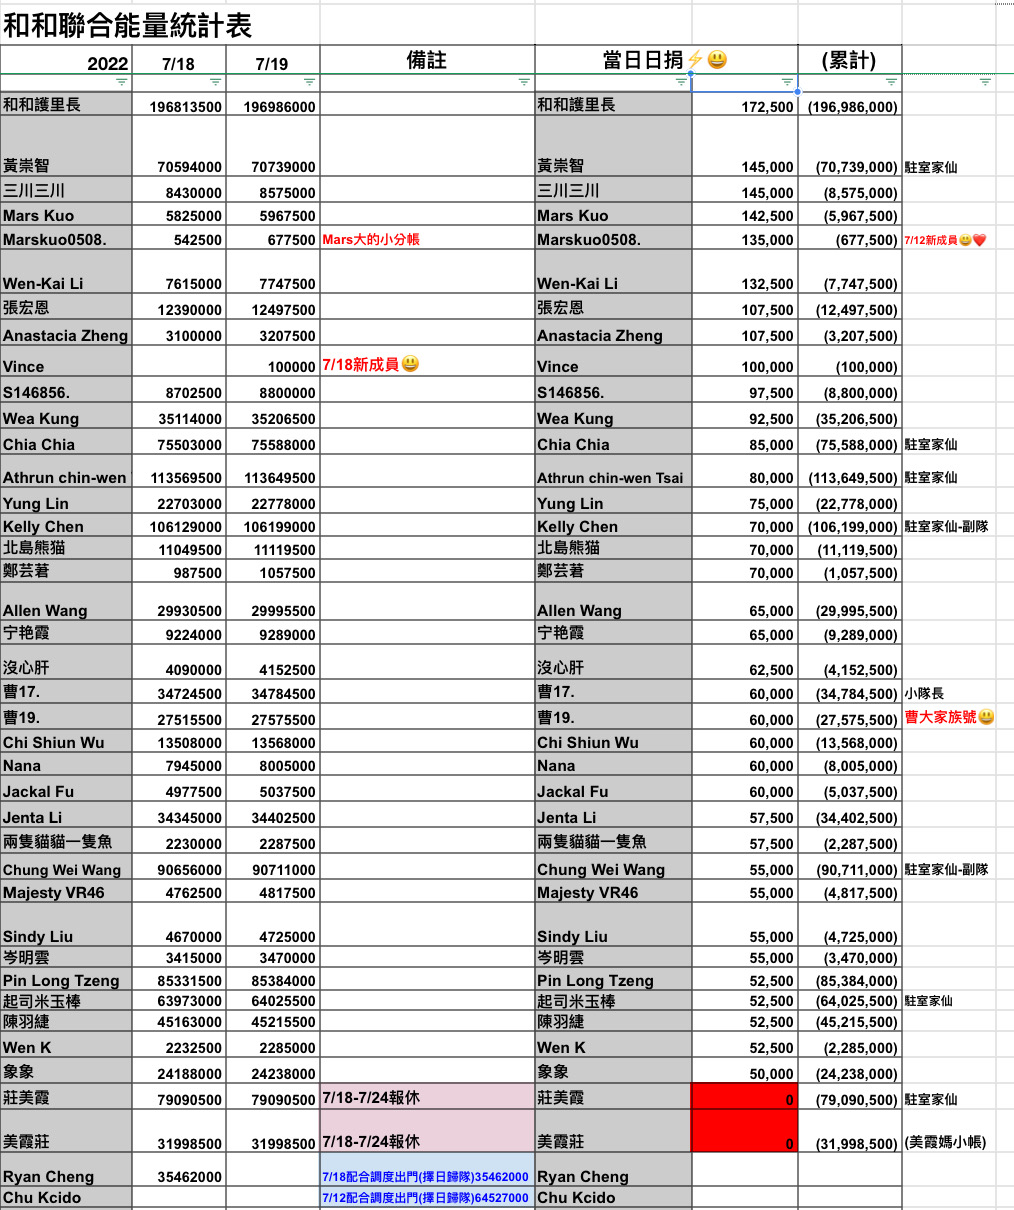 和和聯合能量統計表
2022 7/18 7/19 備註 當日日捐⚡😃 (累計)
和和護里長 196813500 196986000 和和護里長 172,500 (196,986,000)
黃崇智 70594000 70739000 黃崇智 145,000 (70,739,000) 駐室家仙
三川三川 8430000 8575000 三川三川 145,000 (8,575,000)
Mars Kuo 5825000 5967500 Mars Kuo 142,500 (5,967,500)
Marskuo0508. 542500 677500 Mars大的小分帳 Marskuo0508. 135,000 (677,500) 7/12新成員😃❤️
Wen-Kai Li 7615000 7747500 Wen-Kai Li 132,500 (7,747,500)
張宏恩 12390000 12497500 張宏恩 107,500 (12,497,500)
Anastacia Zheng 3100000 3207500 Anastacia Zheng 107,500 (3,207,500)
Vince 100000 7/18新成員😃 Vince 100,000 (100,000)
S146856. 8702500 8800000 S146856. 97,500 (8,800,000)
Wea Kung 35114000 35206500 Wea Kung 92,500 (35,206,500)
Chia Chia 75503000 75588000 Chia Chia 85,000 (75,588,000) 駐室家仙
Athrun chin-wen 113569500 113649500 Athrun chin-wen Tsai 80,000 (113,649,500) 駐室家仙
Yung Lin 22703000 22778000 Yung Lin 75,000 (22,778,000)
Kelly Chen 106129000 106199000 Kelly Chen 70,000 (106,199,000) 駐室家仙-副隊
北島熊猫 11049500 11119500 北島熊猫 70,000 (11,119,500)
鄭芸莙 987500 1057500 鄭芸莙 70,000 (1,057,500)
Allen Wang 29930500 29995500 Allen Wang 65,000 (29,995,500)
宁艳霞 9224000 9289000 宁艳霞 65,000 (9,289,000)
沒心肝 4090000 4152500 沒心肝 62,500 (4,152,500)
曹17. 34724500 34784500 曹17. 60,000 (34,784,500) 小隊長
曹19. 27515500 27575500 曹19. 60,000 (27,575,500) 曹大家族號😃
Chi Shiun Wu 13508000 13568000 Chi Shiun Wu 60,000 (13,568,000)
Nana 7945000 8005000 Nana 60,000 (8,005,000)
Jackal Fu 4977500 5037500 Jackal Fu 60,000 (5,037,500)
Jenta Li 34345000 34402500 Jenta Li 57,500 (34,402,500)
兩隻貓貓一隻魚 2230000 2287500 兩隻貓貓一隻魚 57,500 (2,287,500)
Chung Wei Wang 90656000 90711000 Chung Wei Wang 55,000 (90,711,000) 駐室家仙-副隊
Majesty VR46 4762500 4817500 Majesty VR46 55,000 (4,817,500)
Sindy Liu 4670000 4725000 Sindy Liu 55,000 (4,725,000)
岑明雲 3415000 3470000 岑明雲 55,000 (3,470,000)
Pin Long Tzeng 85331500 85384000 Pin Long Tzeng 52,500 (85,384,000)
起司米玉棒 63973000 64025500 起司米玉棒 52,500 (64,025,500) 駐室家仙
陳羽緁 45163000 45215500 陳羽緁 52,500 (45,215,500)
Wen K 2232500 2285000 Wen K 52,500 (2,285,000)
象象 24188000 24238000 象象 50,000 (24,238,000)
莊美霞 79090500 79090500 7/18-7/24報休 莊美霞 0 (79,090,500) 駐室家仙
美霞莊 31998500 31998500 7/18-7/24報休 美霞莊 0 (31,998,500) (美霞媽小帳)
Ryan Cheng 35462000 7/18配合調度出門(擇日歸隊)35462000 Ryan Cheng
Chu Kcido 7/12配合調度出門(擇日歸隊)64527000 Chu Kcido